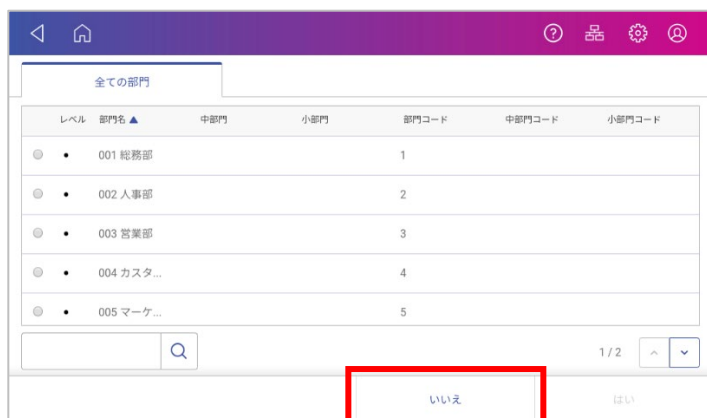 全ての部門
レベル 部門名▲ 中部門 小部門 部門コード 中部門コード 小部門コード
• 001 総務部 1
• 002 人事部 2
• 003 営業部 3
• 004 カスタ... 4
• 005 マーケ... 5
1 / 2
いいえ はい